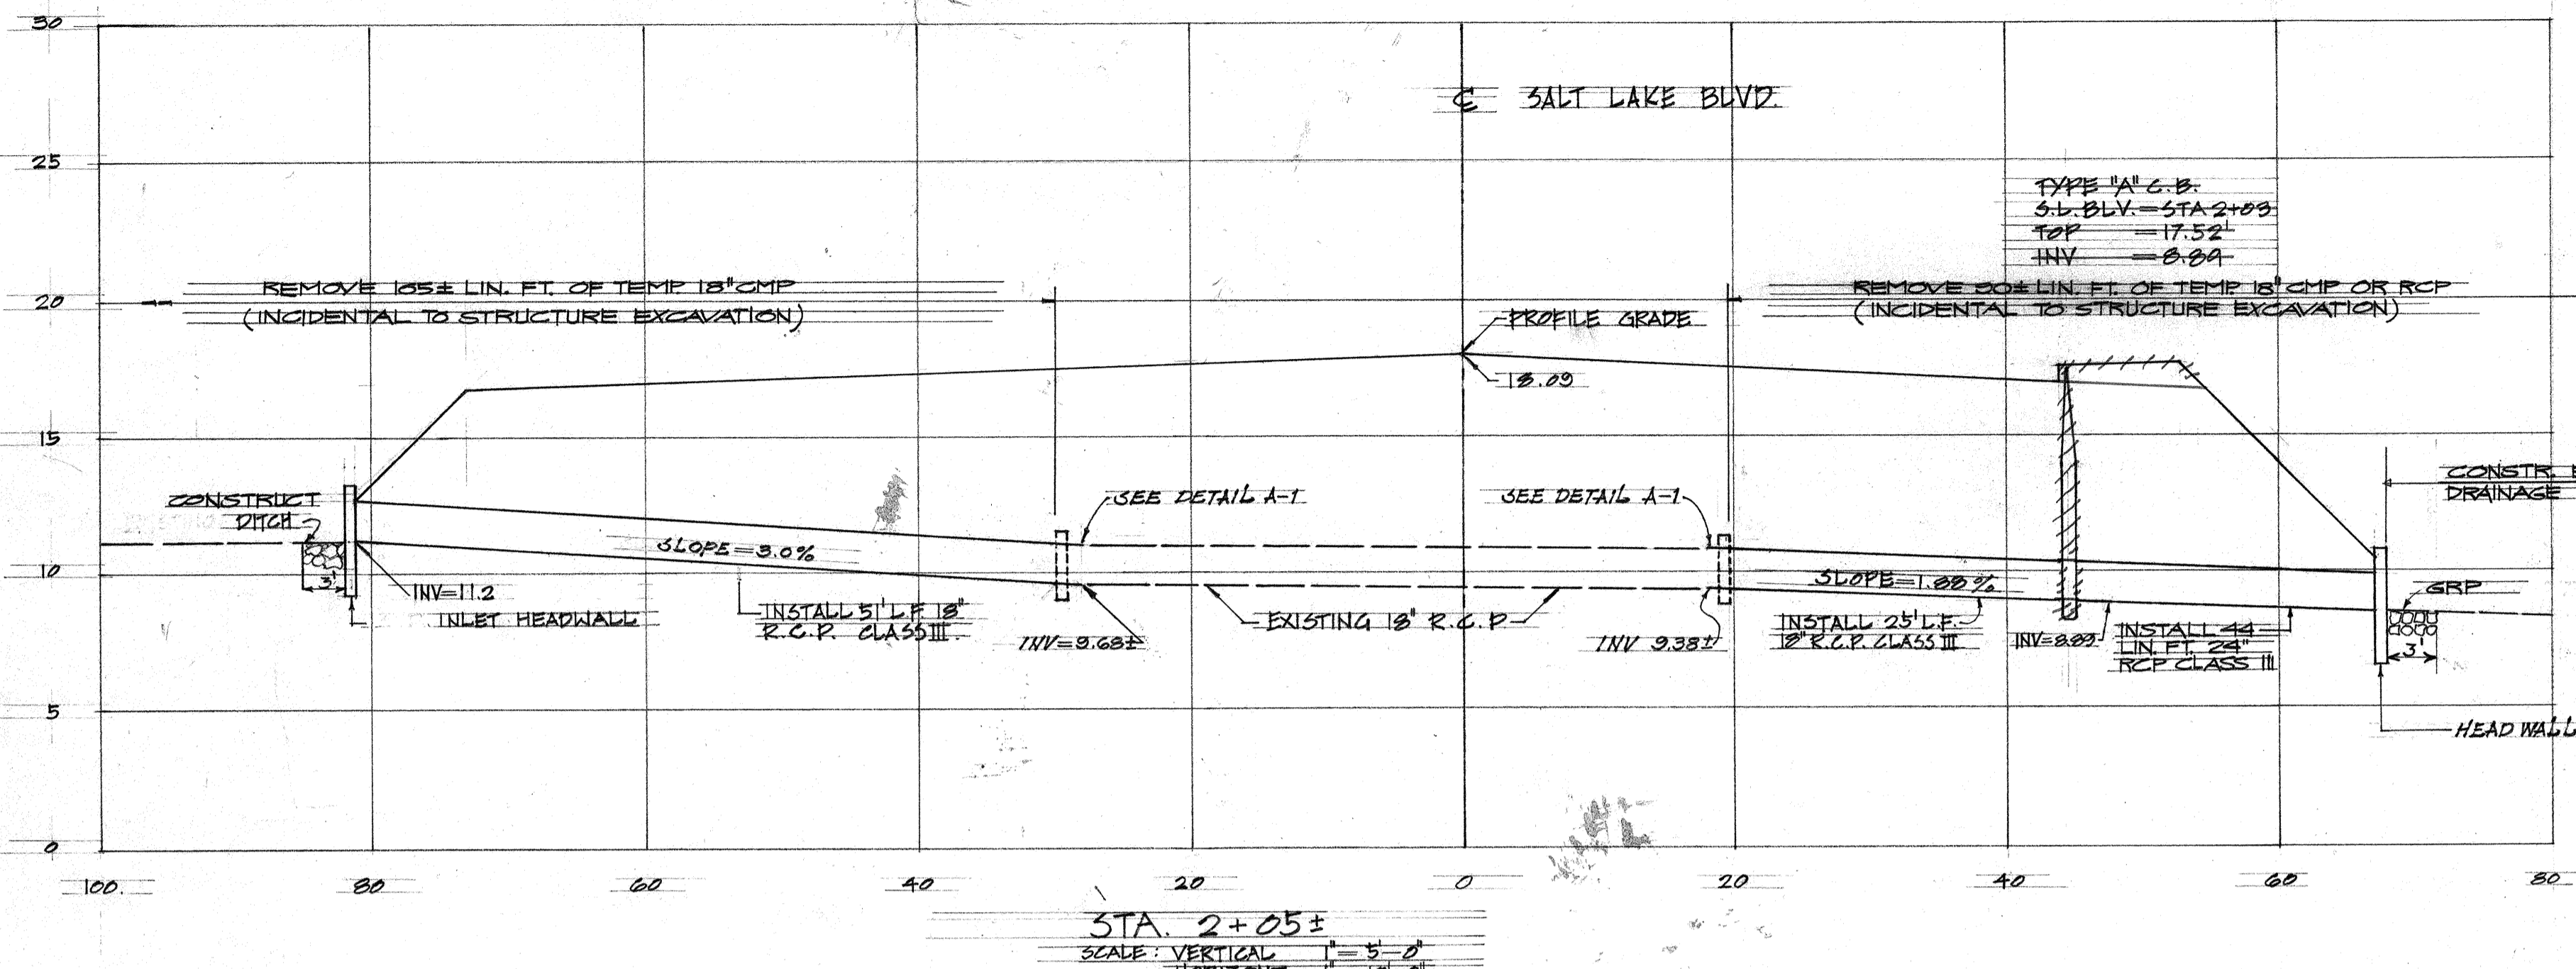 30
25
20
15
10
5
0
℄ SALT LAKE BLVD.
TYPE "A" C.B.
S.L. BLV. = STA 2+03
TOP = 17.52'
INV = 8.89
REMOVE 165± LIN. FT. OF TEMP. 18" CMP
(INCIDENTAL TO STRUCTURE EXCAVATION)
REMOVE 50± LIN. FT. OF TEMP 18" CMP OR RCP
(INCIDENTAL TO STRUCTURE EXCAVATION)
PROFILE GRADE
18.09
CONSTRUCT
DITCH
3'
INV=11.2
INLET HEADWALL
SLOPE=3.0%
INSTALL 51' L.F. 18"
R.C.P. CLASS III.
SEE DETAIL A-1
INV=9.68±
EXISTING 18" R.C.P
SEE DETAIL A-1
INV 9.38±
SLOPE=1.88%
INSTALL 25' L.F.
18" R.C.P. CLASS III
INV=8.89
INSTALL 44
LIN. FT. 24"
RCP CLASS III
CONSTR.
DRAINAGE
GRP
3'
HEAD WALL
100. 80 60 40 20 0 20 40 60 80
STA. 2+05±
SCALE: VERTICAL 1"=5'-0"